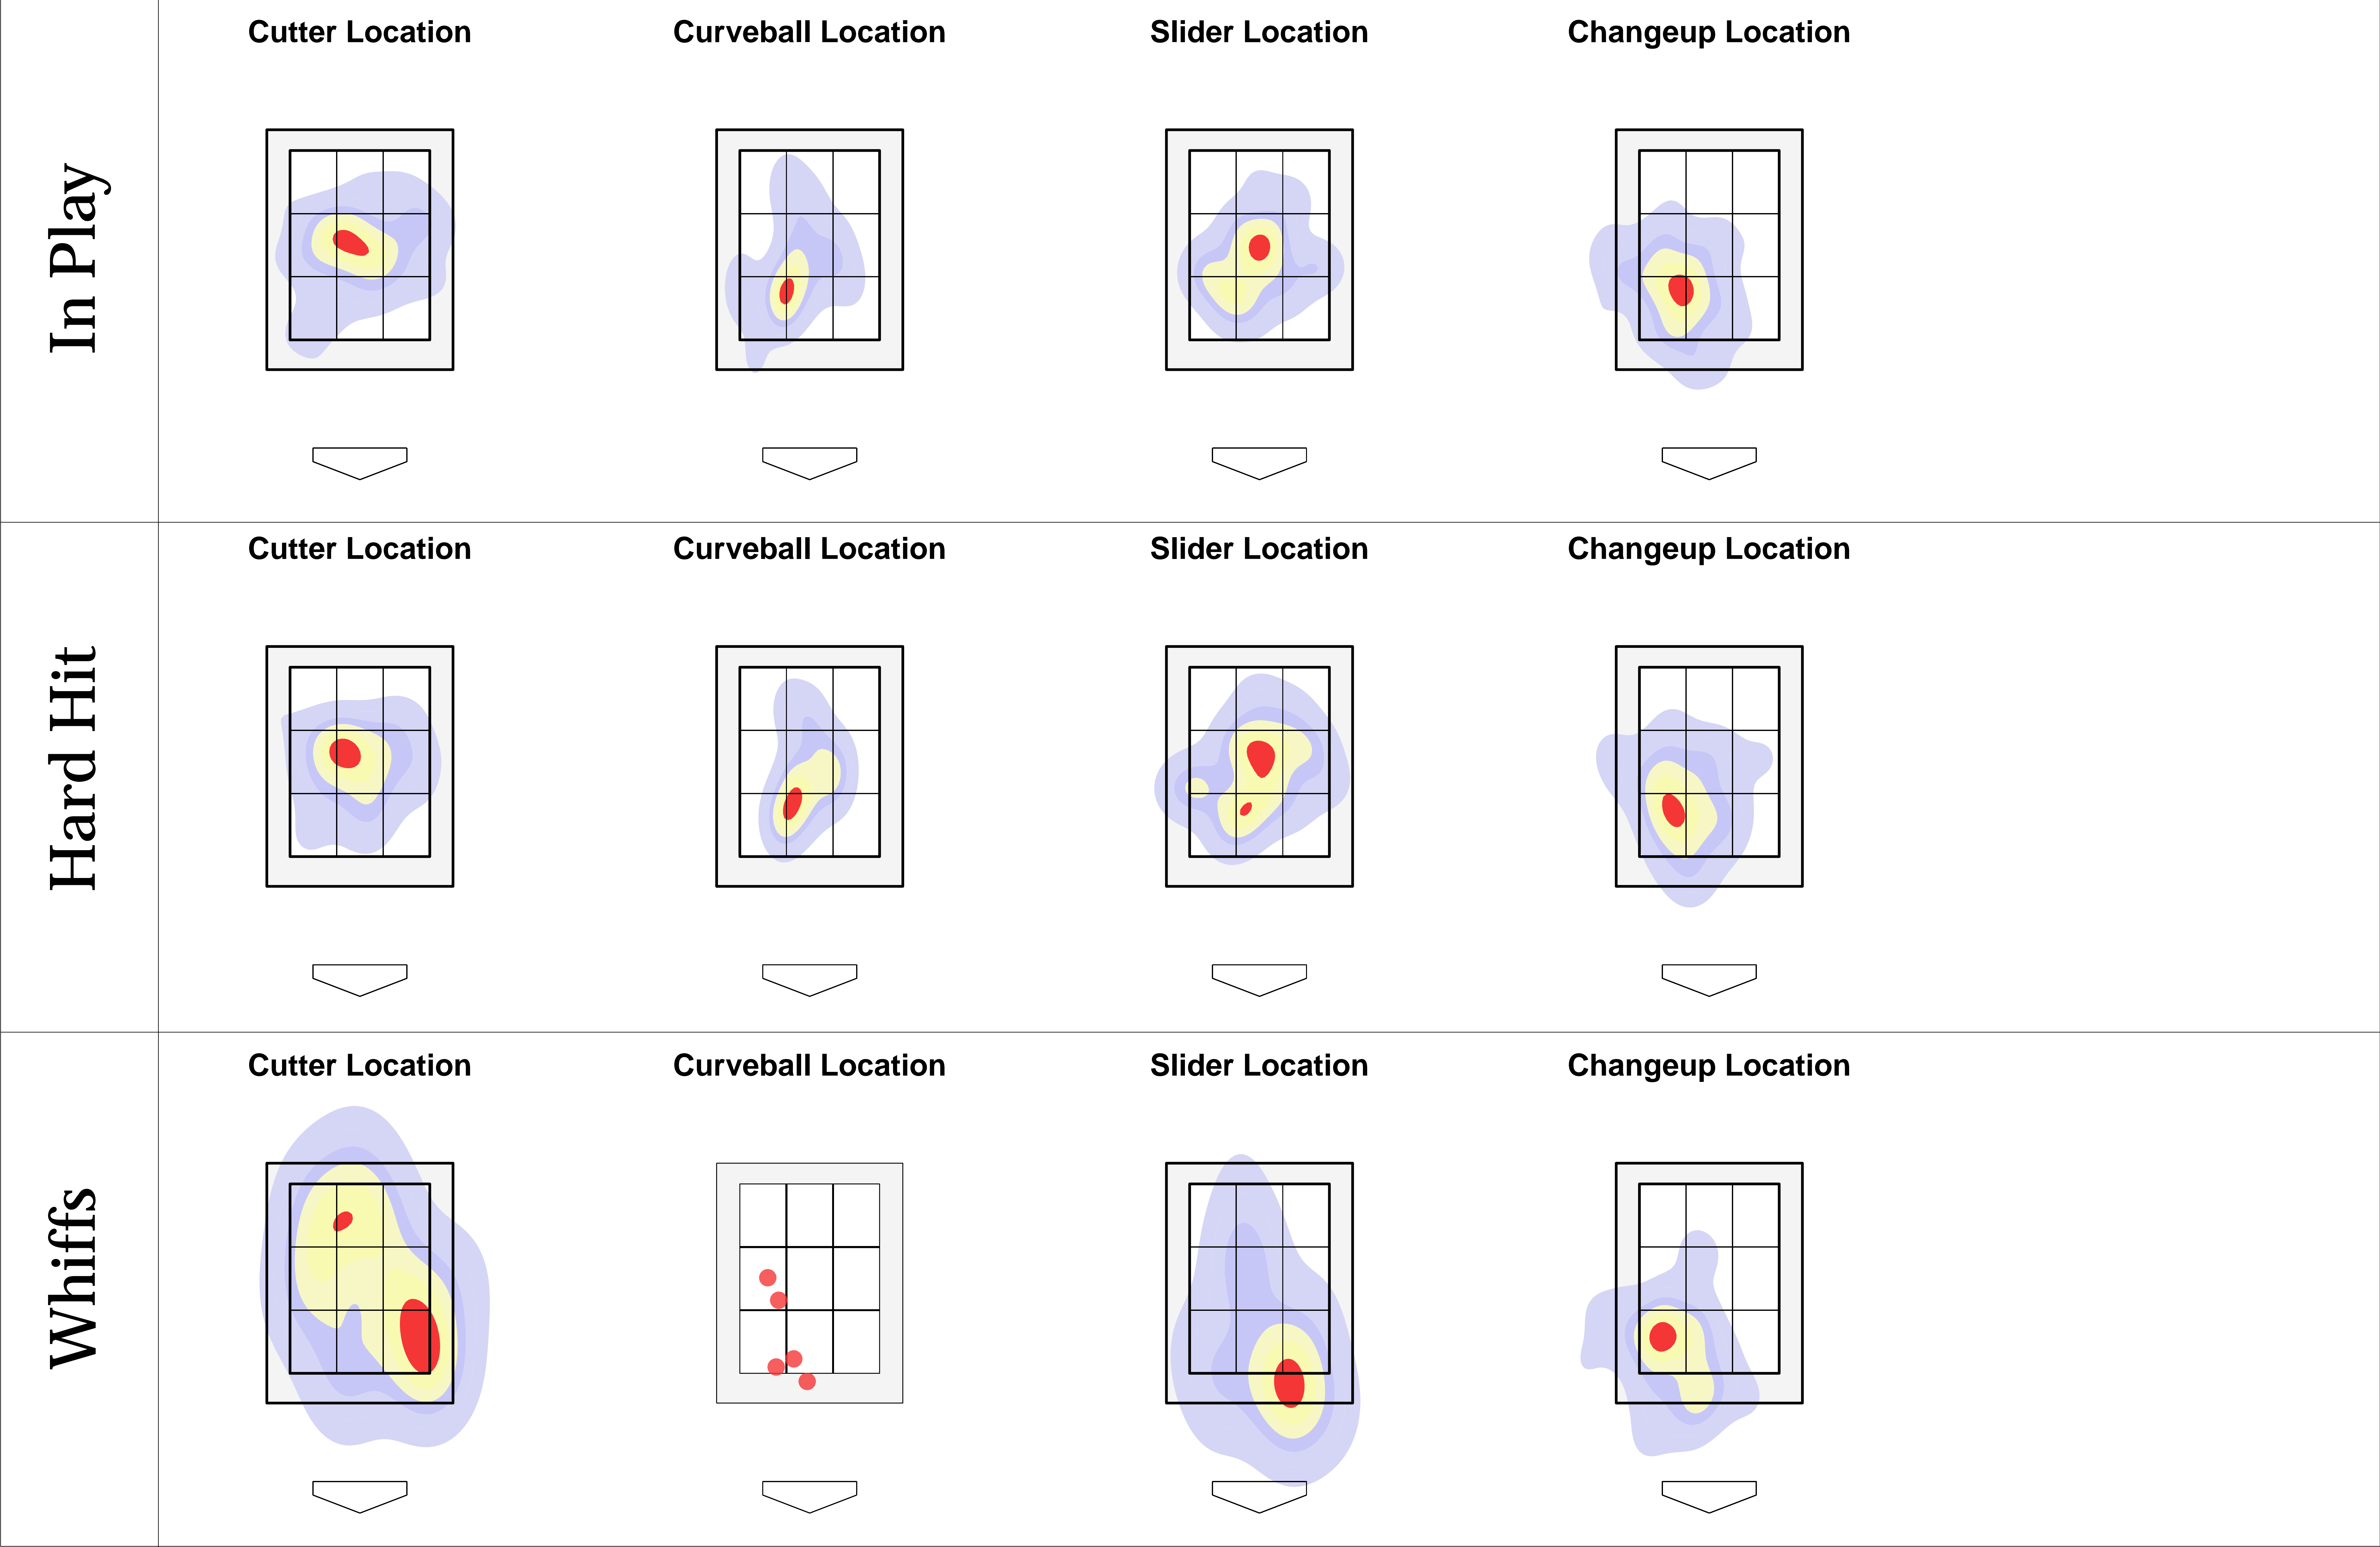 In Play
Cutter Location
Curveball Location
Slider Location
Changeup Location
Hard Hit
Cutter Location
Curveball Location
Slider Location
Changeup Location
Whiffs
Cutter Location
Curveball Location
Slider Location
Changeup Location